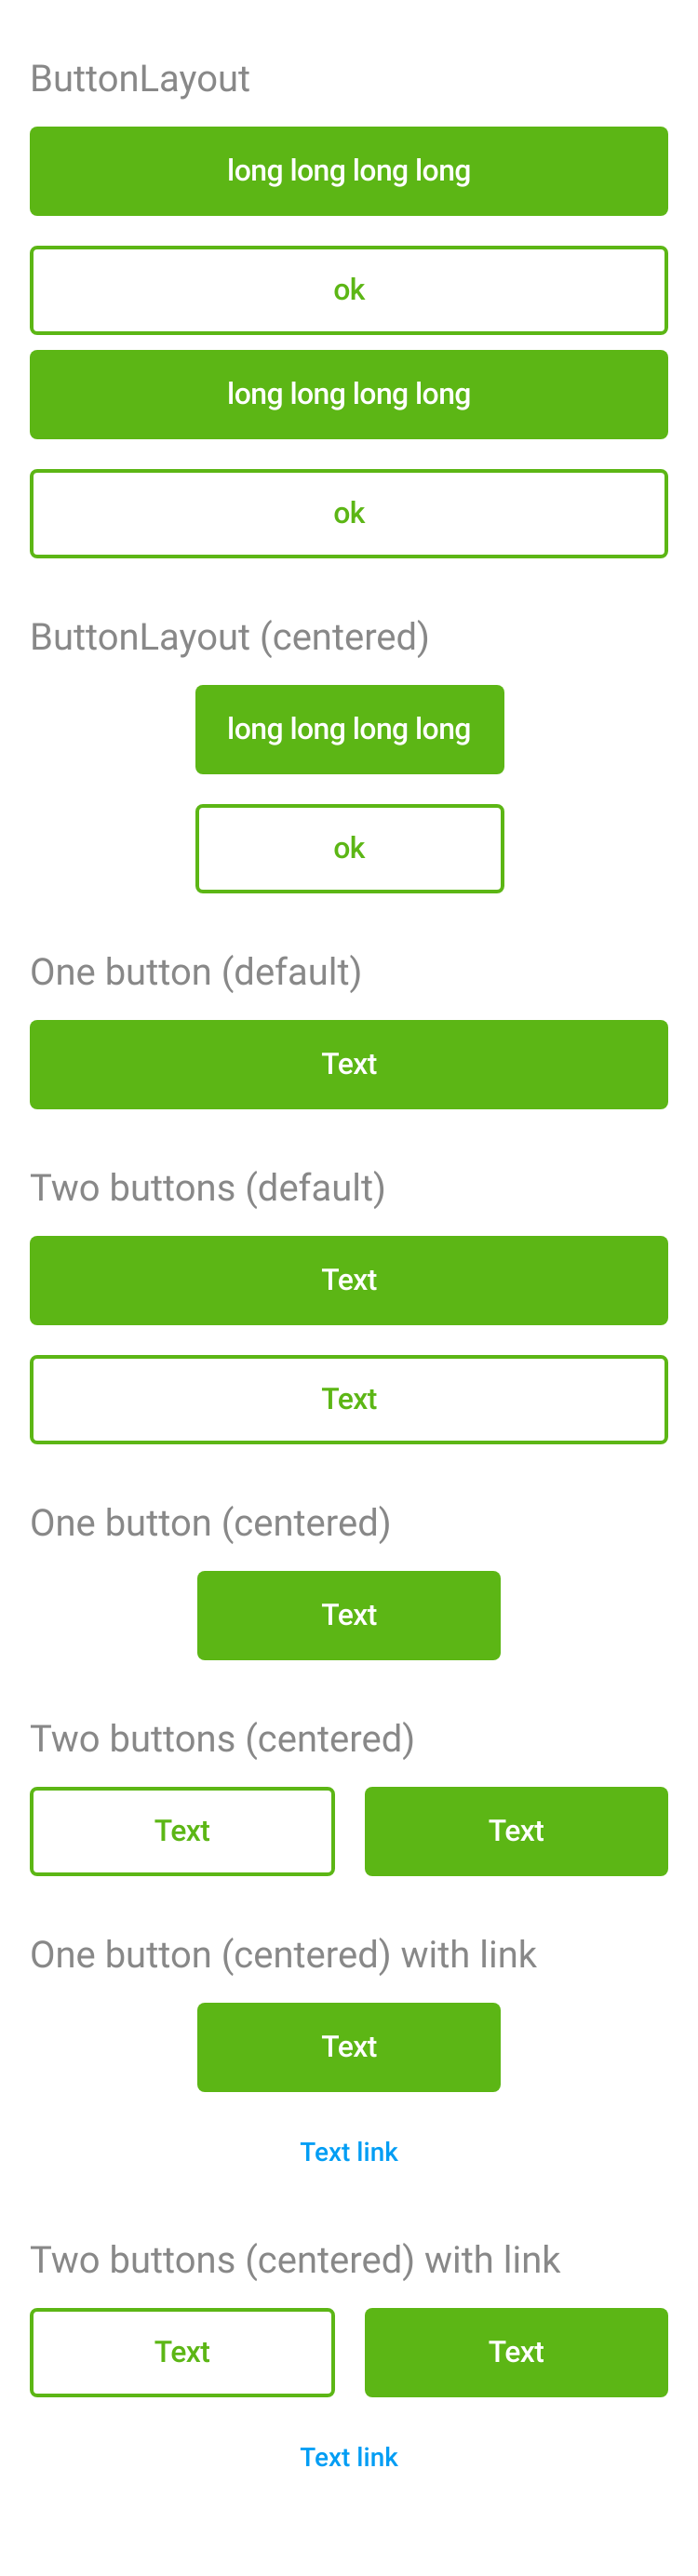 ButtonLayout
long long long long
ok
long long long long
ok
ButtonLayout (centered)
long long long long
ok
One button (default)
Text
Two buttons (default)
Text
Text
One button (centered)
Text
Two buttons (centered)
Text Text
One button (centered) with link
Text
Text link
Two buttons (centered) with link
Text Text
Text link